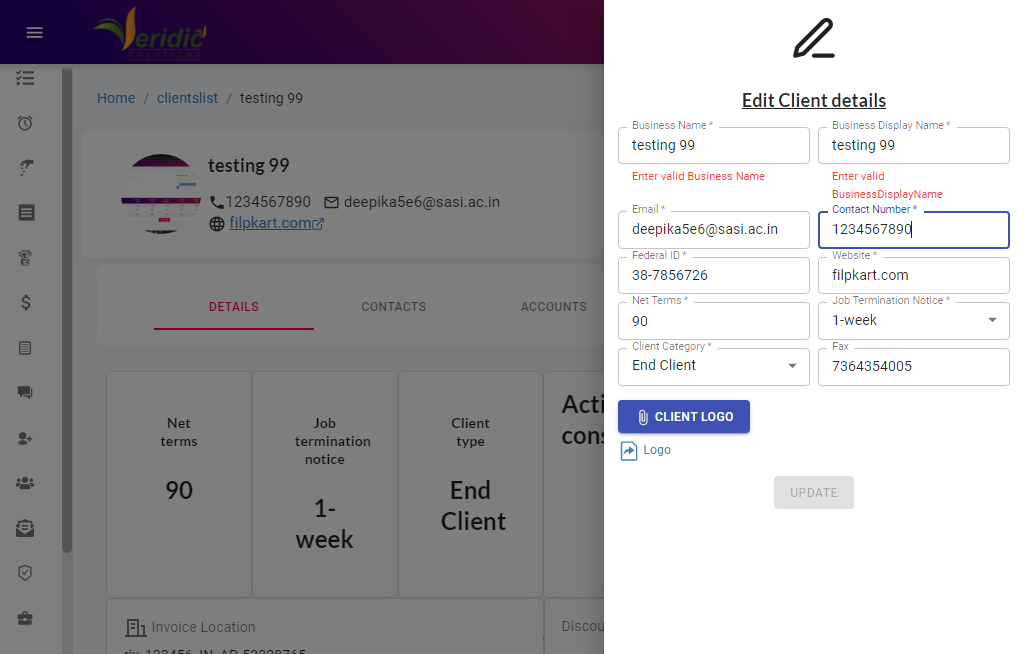 Veridic
SOLUTIONS
Home / clientslist / testing 99
testing 99
1234567890 deepika5e6@sasi.ac.in
filpkart.com
DETAILS CONTACTS ACCOUNTS
Net
terms
90
Job
termination
notice
1-
week
Client
type
End
Client
Acti
cons
Invoice Location
Discou
Edit Client details
Business Name *
testing 99
Enter valid Business Name
Business Display Name *
testing 99
Enter valid
BusinessDisplayName
Email *
deepika5e6@sasi.ac.in
Contact Number *
1234567890
Federal ID *
38-7856726
Website *
filpkart.com
Net Terms *
90
Job Termination Notice *
1-week
Client Category *
End Client
Fax
7364354005
CLIENT LOGO
Logo
UPDATE